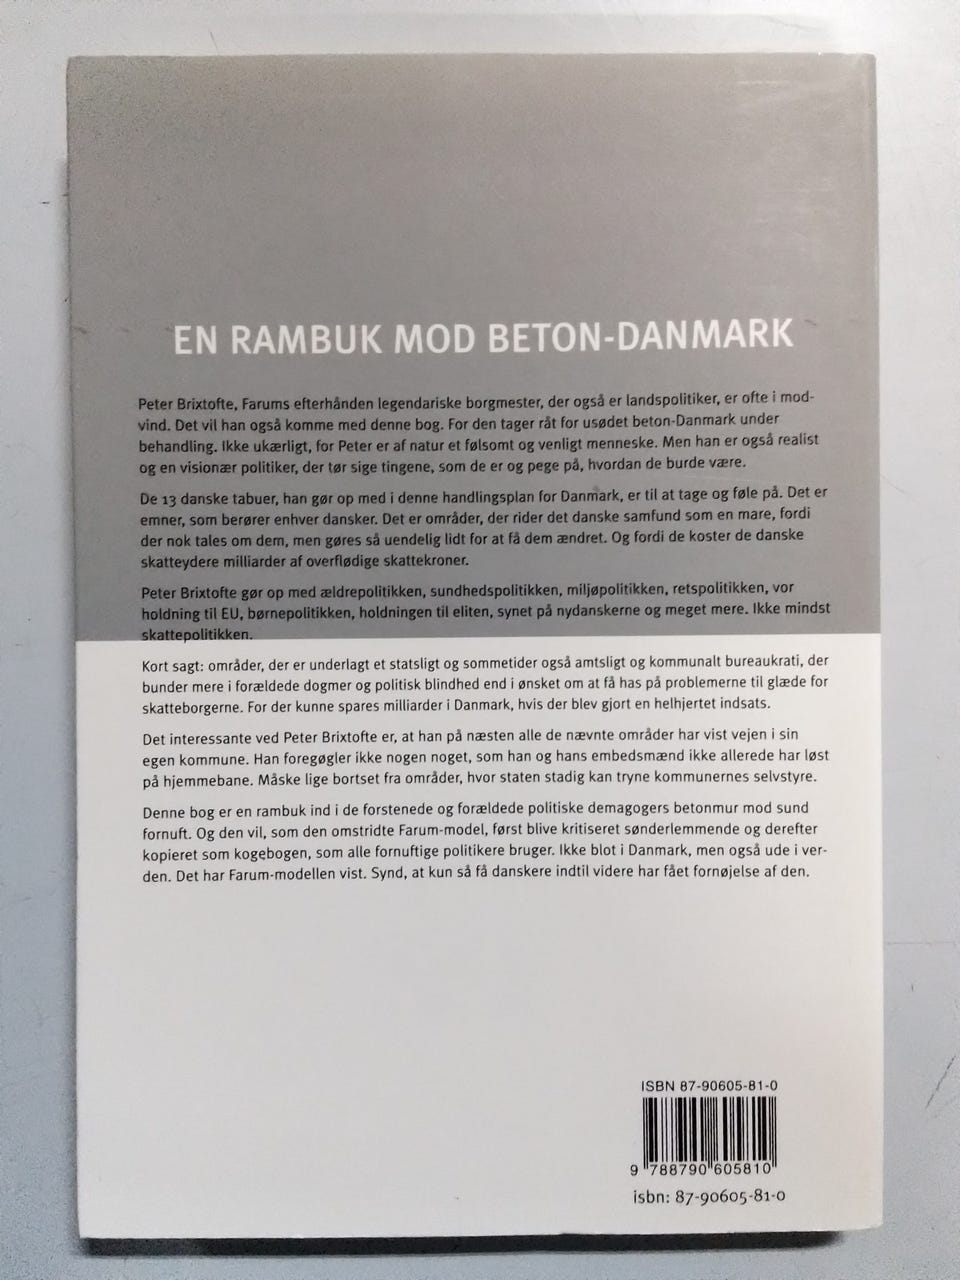 EN RAMBUK MOD BETON-DANMARK
Peter Brixtofte, Farums efterhånden legendariske borgmester, der også er landspolitiker, er ofte i mod-
vind. Det vil han også komme med denne bog. For den tager råt for usødet beton-Danmark under
behandling. Ikke ukærligt, for Peter er af natur et følsomt og venligt menneske. Men han er også realist
og en visionær politiker, der tør sige tingene, som de er og pege på, hvordan de burde være.
De 13 danske tabuer, han gør op med i denne handlingsplan for Danmark, er til at tage og føle på. Det er
emner, som berører enhver dansker. Det er områder, der rider det danske samfund som en mare, fordi
der nok tales om dem, men gøres så uendelig lidt for at få dem ændret. Og fordi de koster de danske
skatteydere milliarder af overflødige skattekroner.
Peter Brixtofte gør op med ældrepolitikken, sundhedspolitikken, miljøpolitikken, retspolitikken, vor
holdning til EU, børnepolitikken, holdningen til eliten, synet på nydanskerne og meget mere. Ikke mindst
skattepolitikken.
Kort sagt: områder, der er underlagt et statsligt og sommetider også amtsligt og kommunalt bureaukrati, der
bunder mere i forældede dogmer og politisk blindhed end i ønsket om at få has på problemerne til glæde for
skatteborgerne. For der kunne spares milliarder i Danmark, hvis der blev gjort en helhjertet indsats.
Det interessante ved Peter Brixtofte er, at han på næsten alle de nævnte områder har vist vejen i sin
egen kommune. Han foregøgler ikke nogen noget, som han og hans embedsmænd ikke allerede har løst
på hjemmebane. Måske lige bortset fra områder, hvor staten stadig kan tryne kommunernes selvstyre.
Denne bog er en rambuk ind i de forstenede og forældede politiske demagogers betonmur mod sund
fornuft. Og den vil, som den omstridte Farum-model, først blive kritiseret sønderlemmende og derefter
kopieret som kogebogen, som alle fornuftige politikere bruger. Ikke blot i Danmark, men også ude i ver-
den. Det har Farum-modellen vist. Synd, at kun så få danskere indtil videre har fået fornøjelse af den.
ISBN 87-90605-81-0
9 788790 605810
isbn: 87-90605-81-0